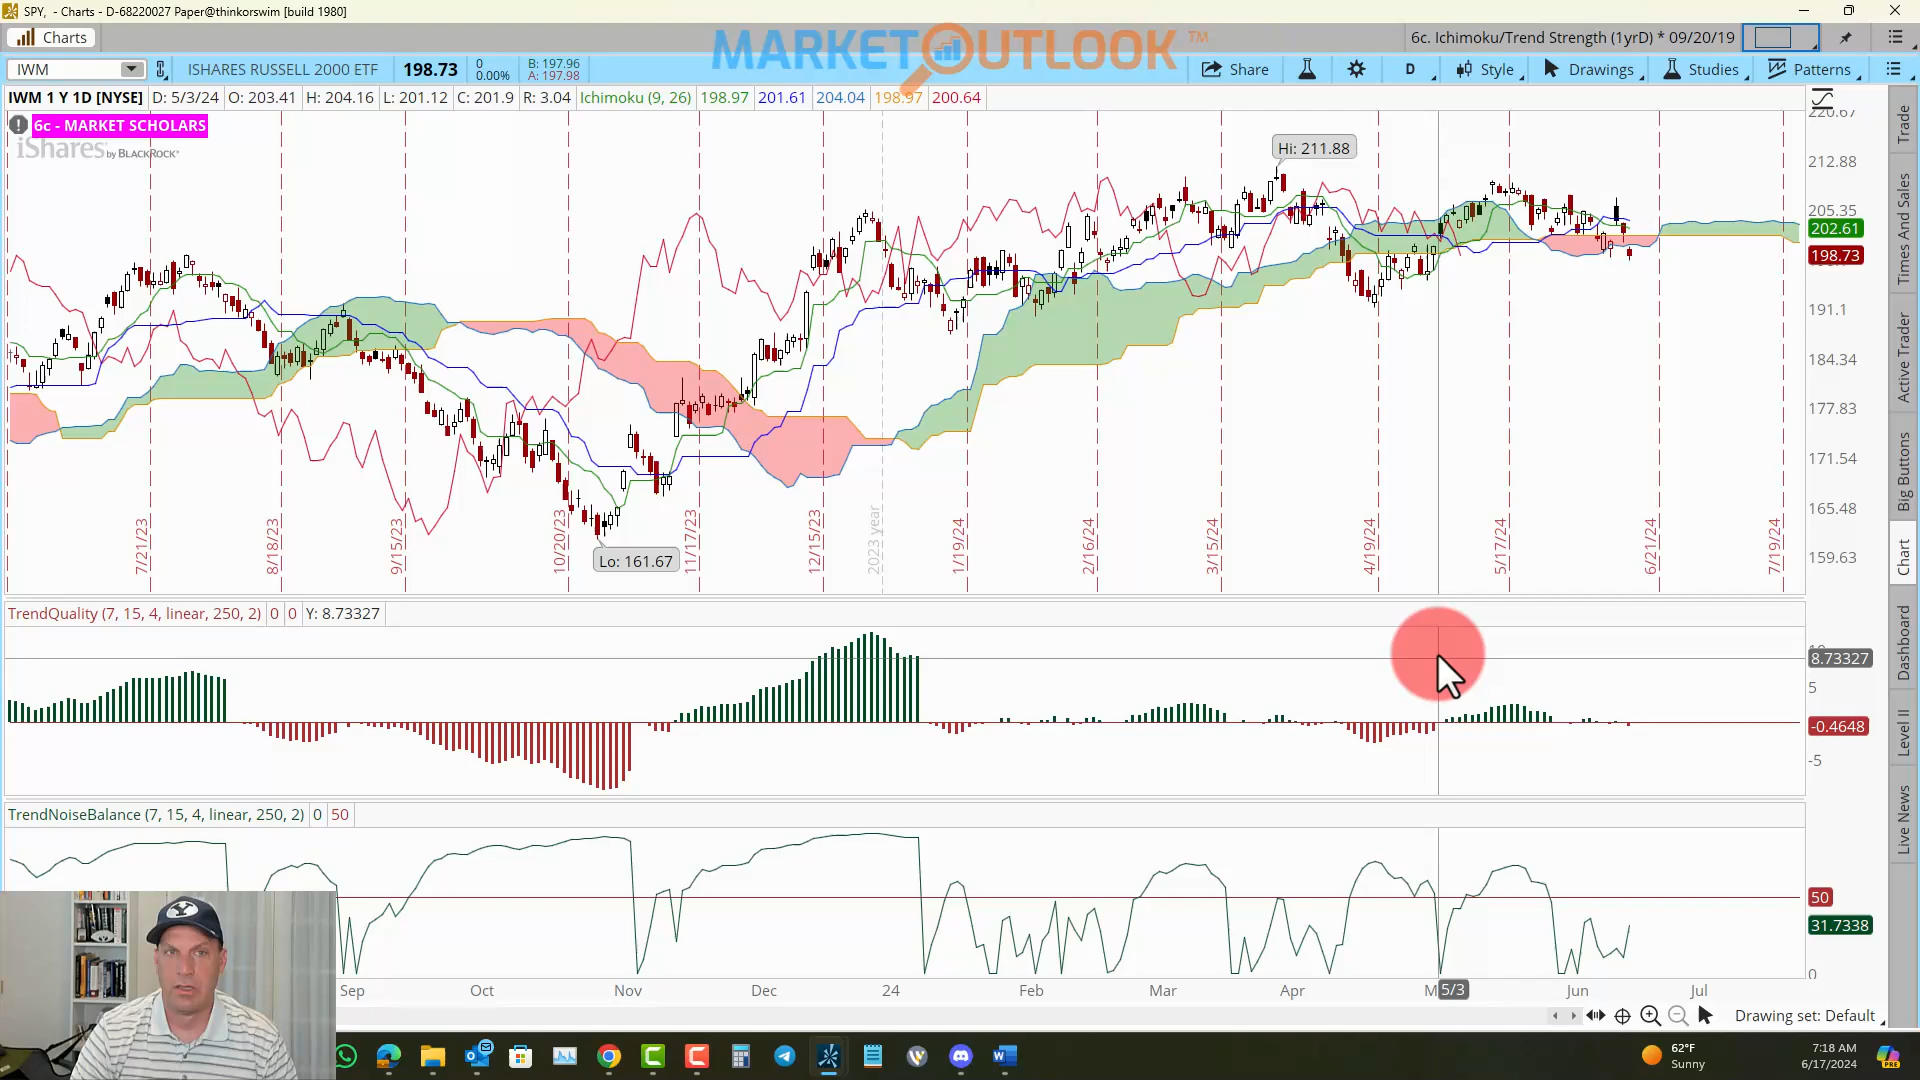 SPY, - Charts - D-68220027 Paper@thinkorswim [build 1980]
Charts
MARKET OUTLOOK TM
6c. Ichimoku/Trend Strength (1yrD) * 09/20/19
IWM
ISHARES RUSSELL 2000 ETF
198.73
0
0.00%
B: 197.96
A: 197.98
Share
D
Style
Drawings
Studies
Patterns
IWM 1 Y 1D [NYSE] D: 5/3/24 O: 203.41 H: 204.16 L: 201.12 C: 201.9 R: 3.04 Ichimoku (9, 26) 198.97 201.61 204.04 198.97 200.64
6c - MARKET SCHOLARS
iShares by BLACKROCK
Hi: 211.88
Lo: 161.67
220.67
212.88
205.35
202.61
198.73
191.1
184.34
177.83
171.54
165.48
159.63
7/21/23
8/18/23
9/15/23
10/20/23
11/17/23
12/15/23
2023 year
1/19/24
2/16/24
3/15/24
4/19/24
5/17/24
6/21/24
7/19/24
TrendQuality (7, 15, 4, linear, 250, 2) 0 0 Y: 8.73327
8.73327
5
-0.4648
-5
TrendNoiseBalance (7, 15, 4, linear, 250, 2) 0 50
50
31.7338
0
Sep Oct Nov Dec 24 Feb Mar Apr M 5/3 Jun Jul
Drawing set: Default
Trade
Times And Sales
Active Trader
Big Buttons
Chart
Dashboard
Level II
Live News
62°F
Sunny
7:18 AM
6/17/2024